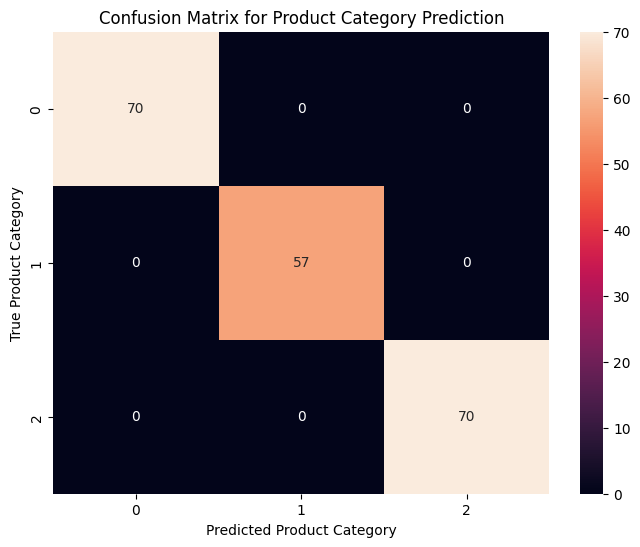 Confusion Matrix for Product Category Prediction
True Product Category
0
1
2
70 0 0
0 57 0
0 0 70
0 1 2
Predicted Product Category
70
60
50
40
30
20
10
0